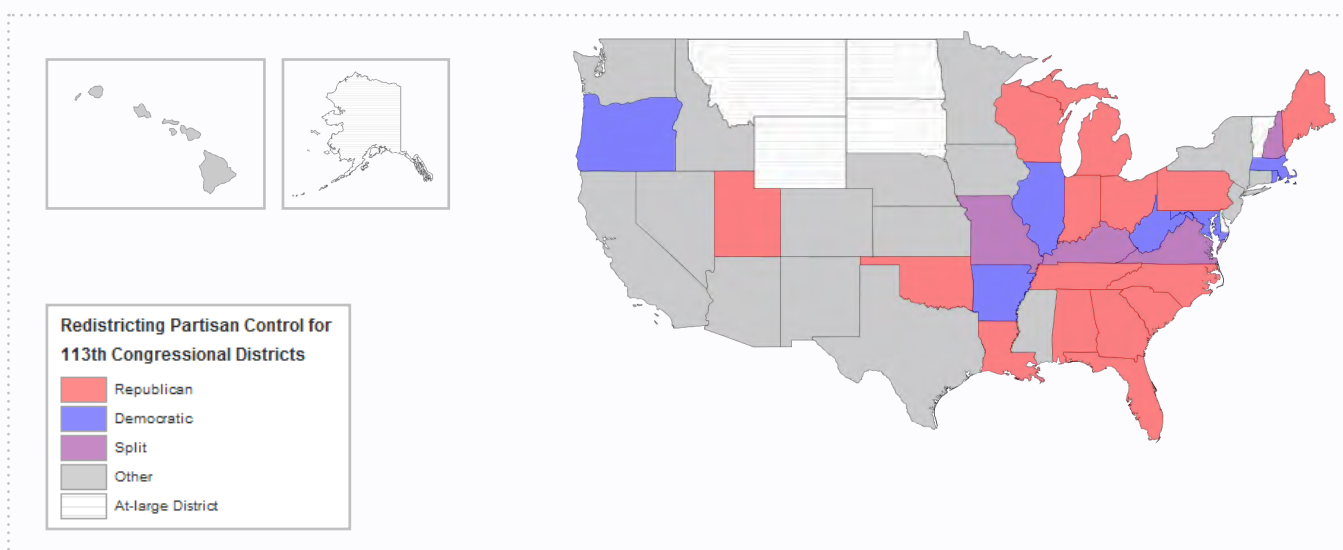 Redistricting Partisan Control for
113th Congressional Districts
Republican
Democratic
Split
Other
At-large District